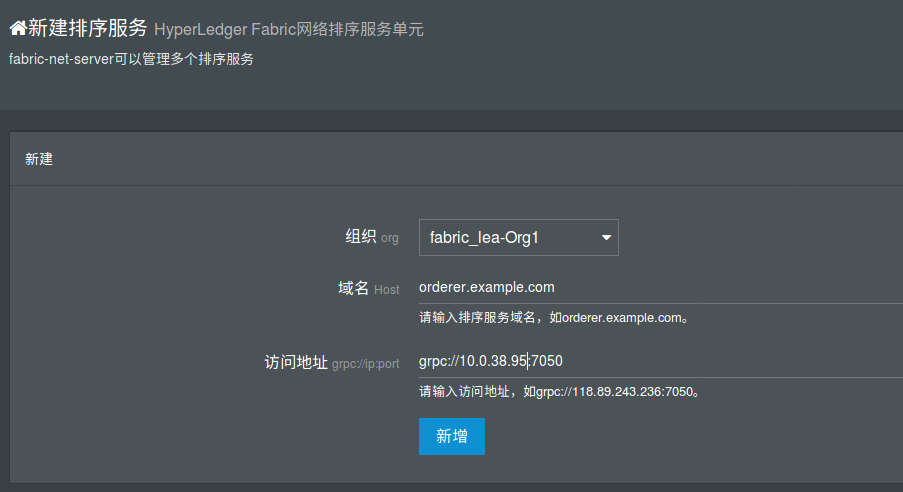 新建排序服务 HyperLedger Fabric网络排序服务单元
fabric-net-server可以管理多个排序服务
新建
组织 org fabric_lea-Org1
域名 Host orderer.example.com
请输入排序服务域名，如orderer.example.com。
访问地址 grpc://ip:port grpc://10.0.38.95:7050
请输入访问地址，如grpc://118.89.243.236:7050。
新增